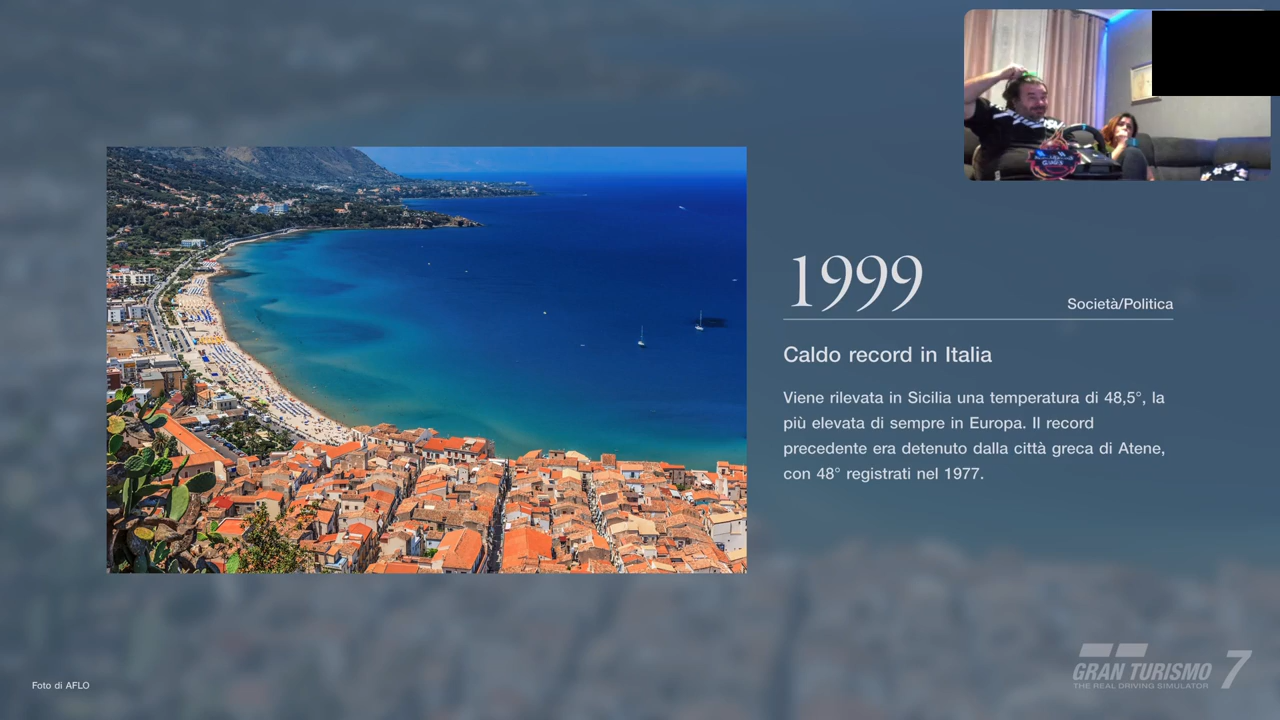 1999
Società/Politica
Caldo record in Italia
Viene rilevata in Sicilia una temperatura di 48,5°, la
più elevata di sempre in Europa. Il record
precedente era detenuto dalla città greca di Atene,
con 48° registrati nel 1977.
Foto di AFLO
GRAN TURISMO 7
THE REAL DRIVING SIMULATOR